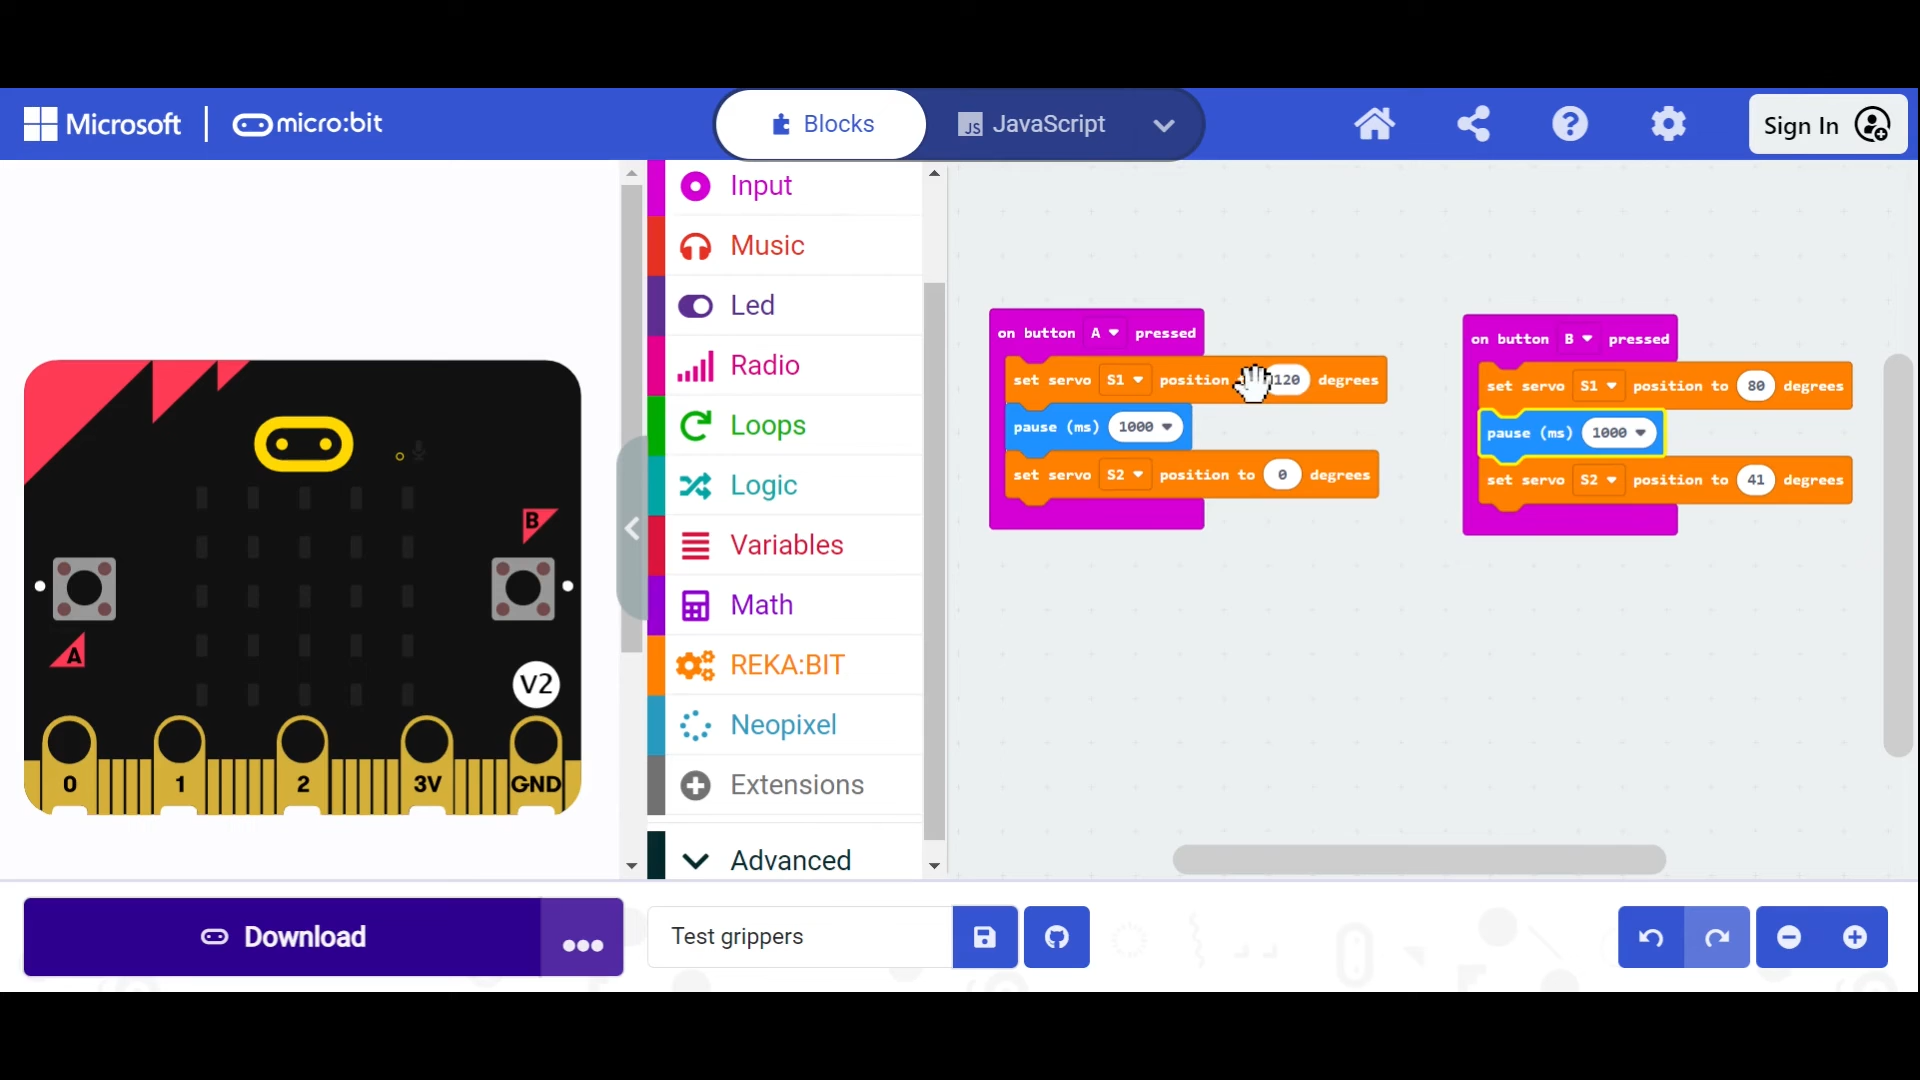 Microsoft micro:bit Blocks JS JavaScript Sign In
Input
Music
Led
Radio
Loops
Logic
Variables
Math
REKA:BIT
Neopixel
Extensions
Advanced
B
A
V2
0 1 2 3V GND
on button A pressed
set servo S1 position 120 degrees
pause (ms) 1000
set servo S2 position to 0 degrees
on button B pressed
set servo S1 position to 80 degrees
pause (ms) 1000
set servo S2 position to 41 degrees
Download
Test grippers